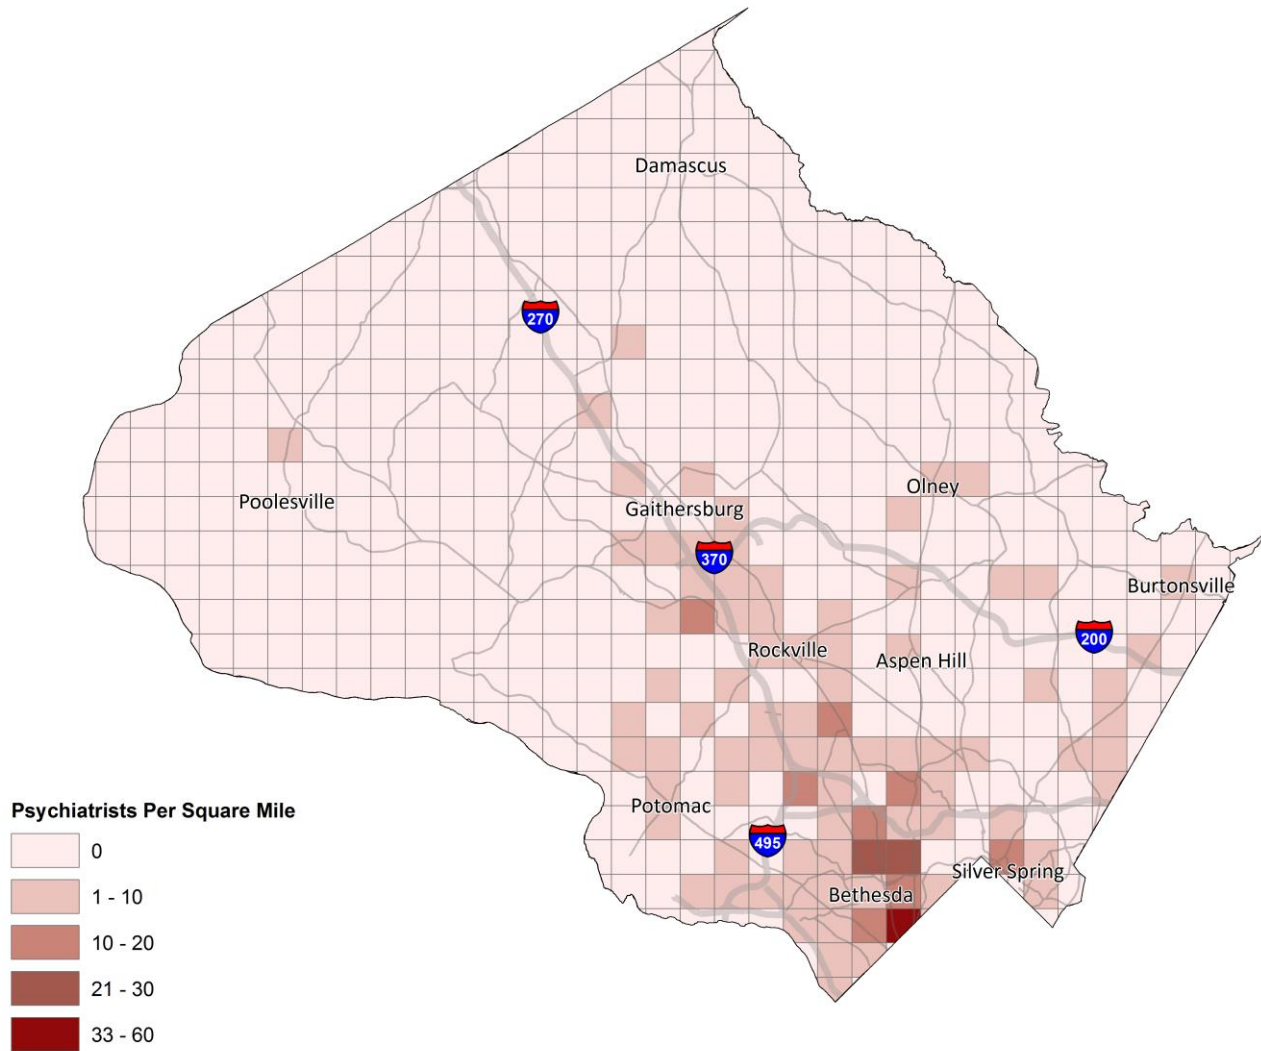 Damascus
270
Poolesville
Olney
Gaithersburg
370
Burtonsville
200
Rockville
Aspen Hill
Potomac
495
Silver Spring
Bethesda
Psychiatrists Per Square Mile
0
1 - 10
10 - 20
21 - 30
33 - 60